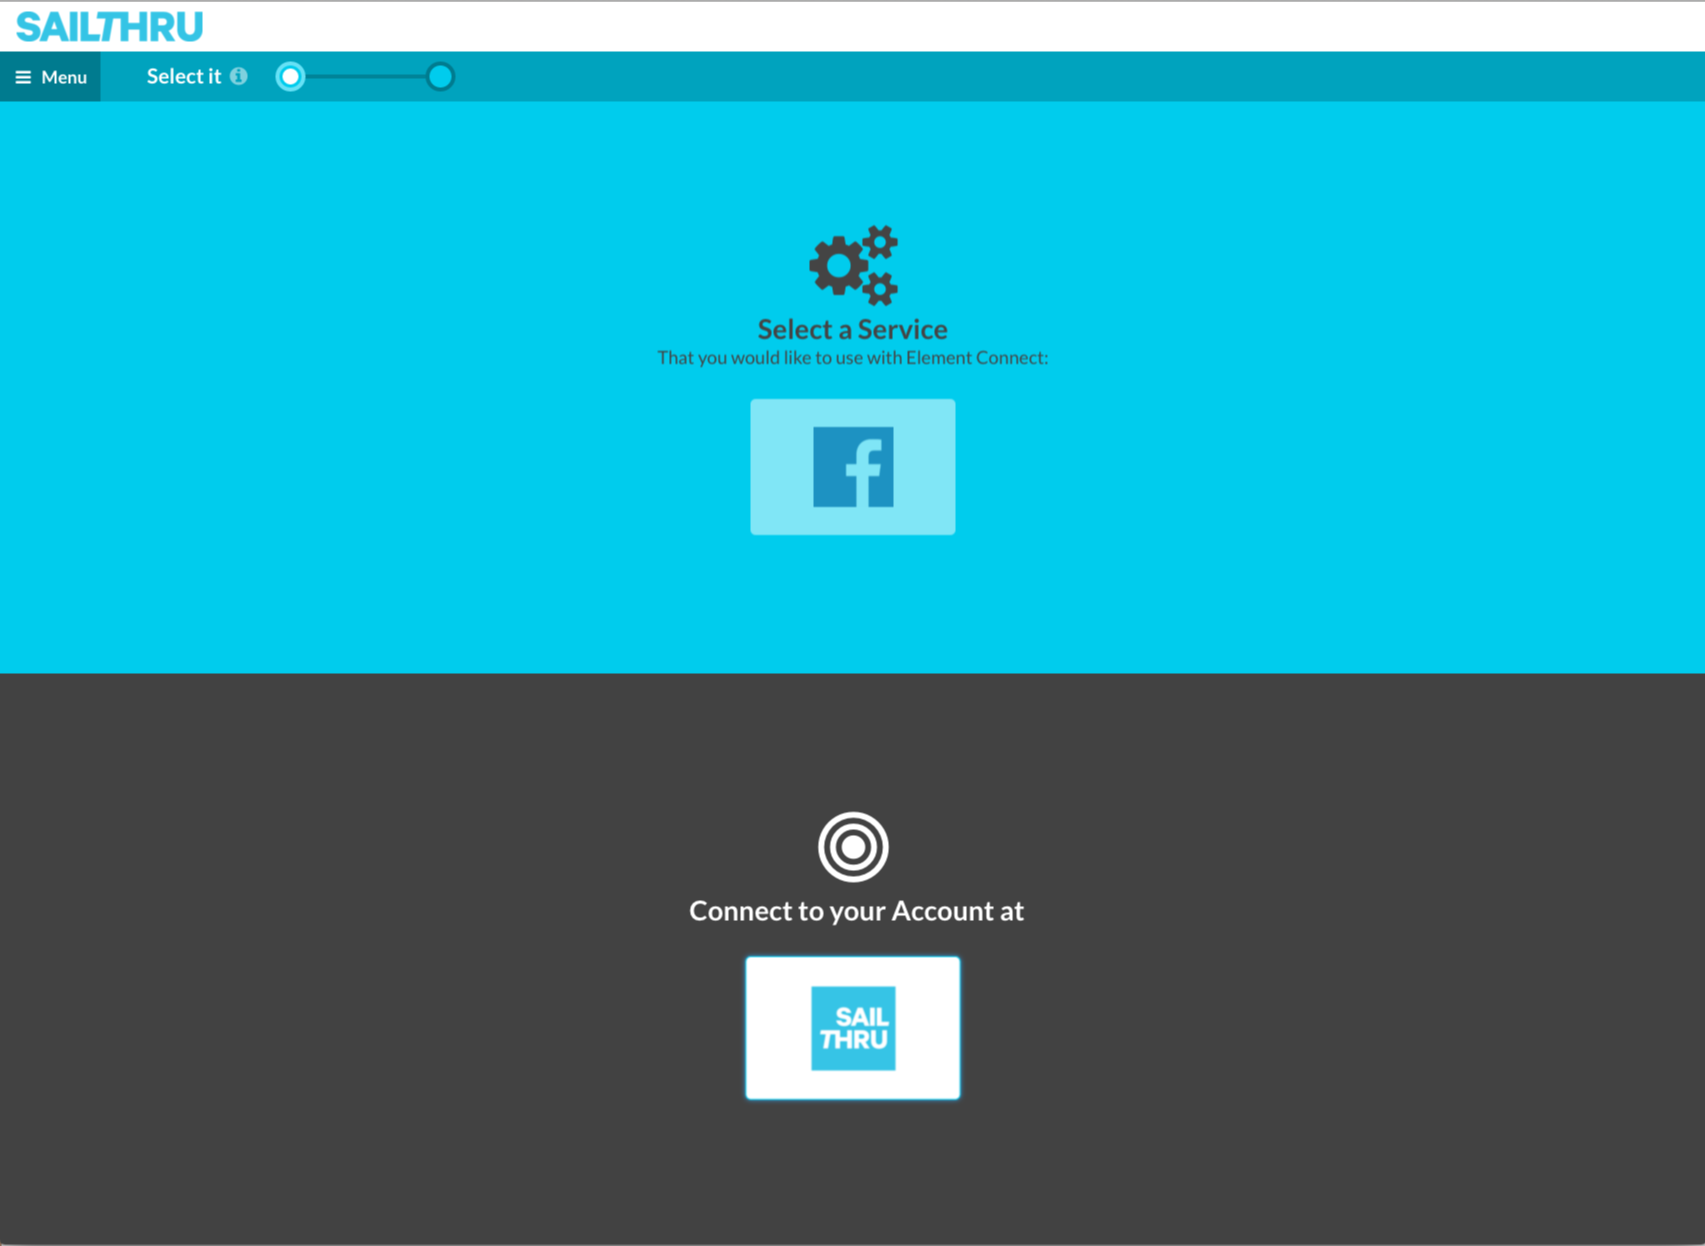 SAILTHRU
Menu
Select it
Select a Service
That you would like to use with Element Connect:
Connect to your Account at
SAIL
THRU